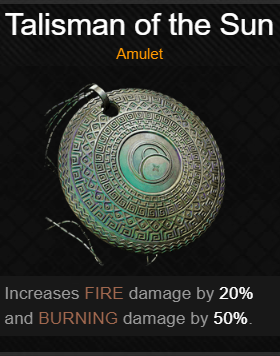 Talisman of the Sun
Amulet
Increases FIRE damage by 20%
and BURNING damage by 50%.